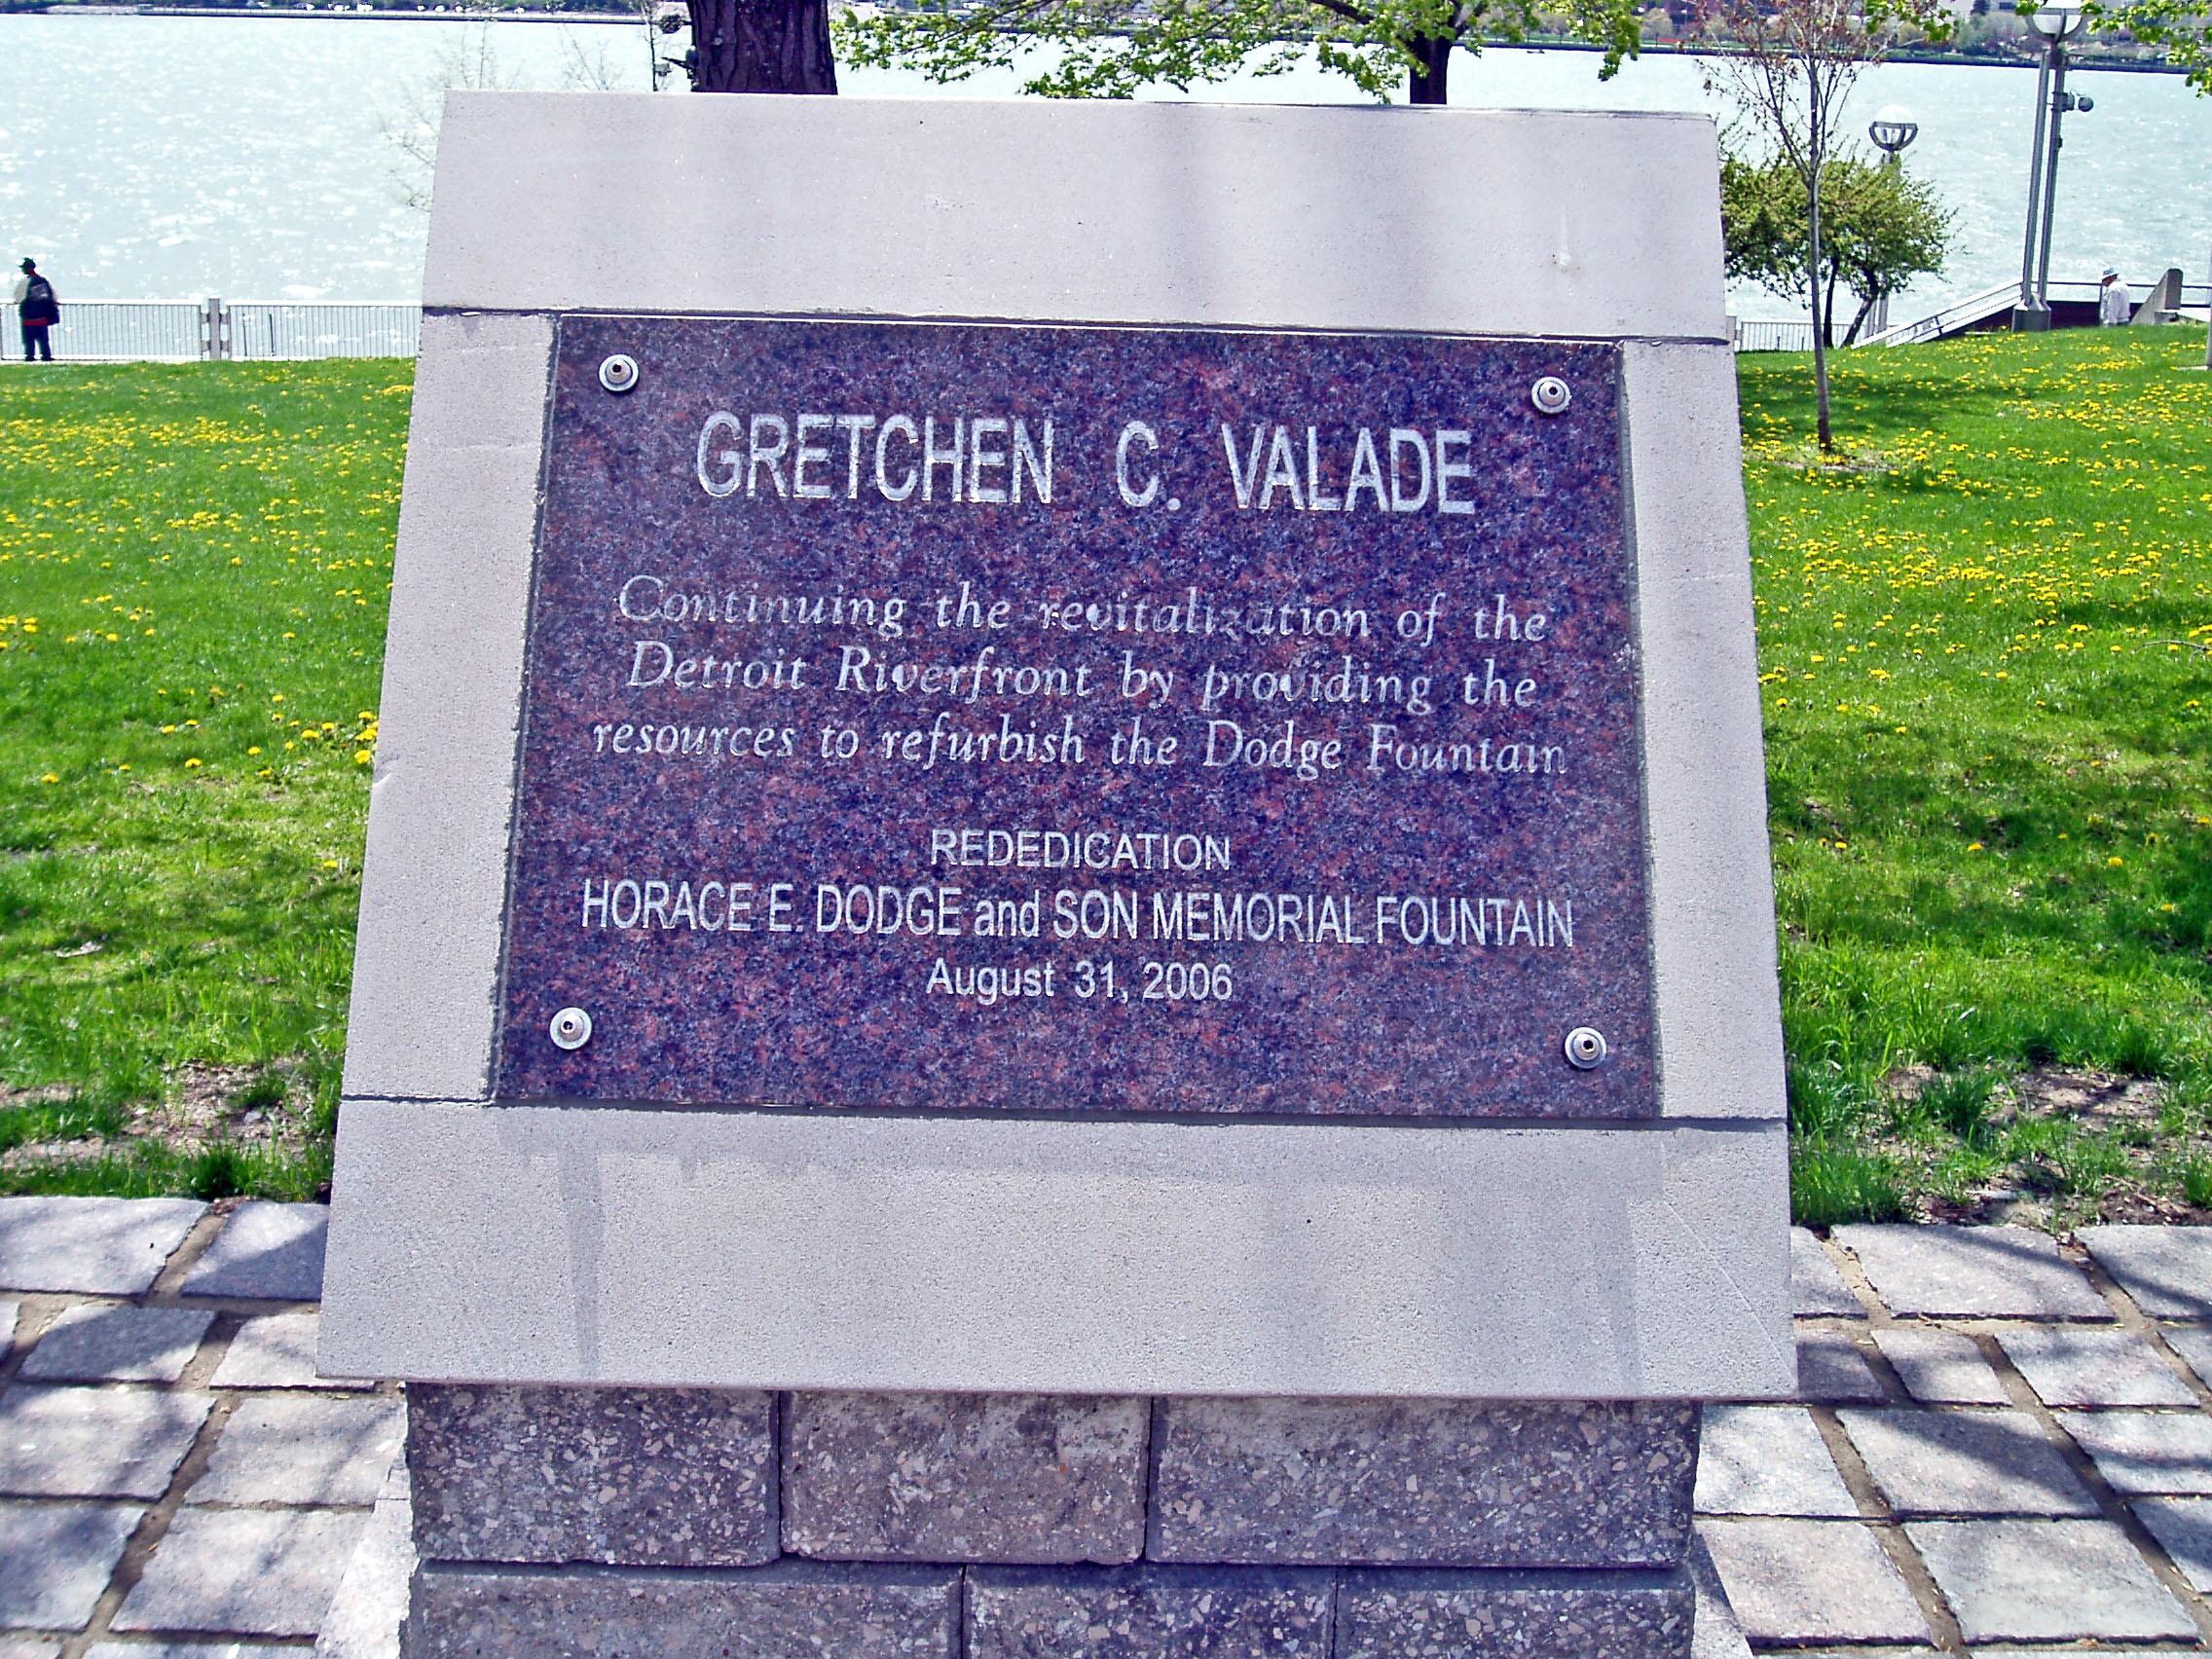 GRETCHEN C. VALADE
Continuing the revitalization of the
Detroit Riverfront by providing the
resources to refurbish the Dodge Fountain
REDEDICATION
HORACE E. DODGE and SON MEMORIAL FOUNTAIN
August 31, 2006